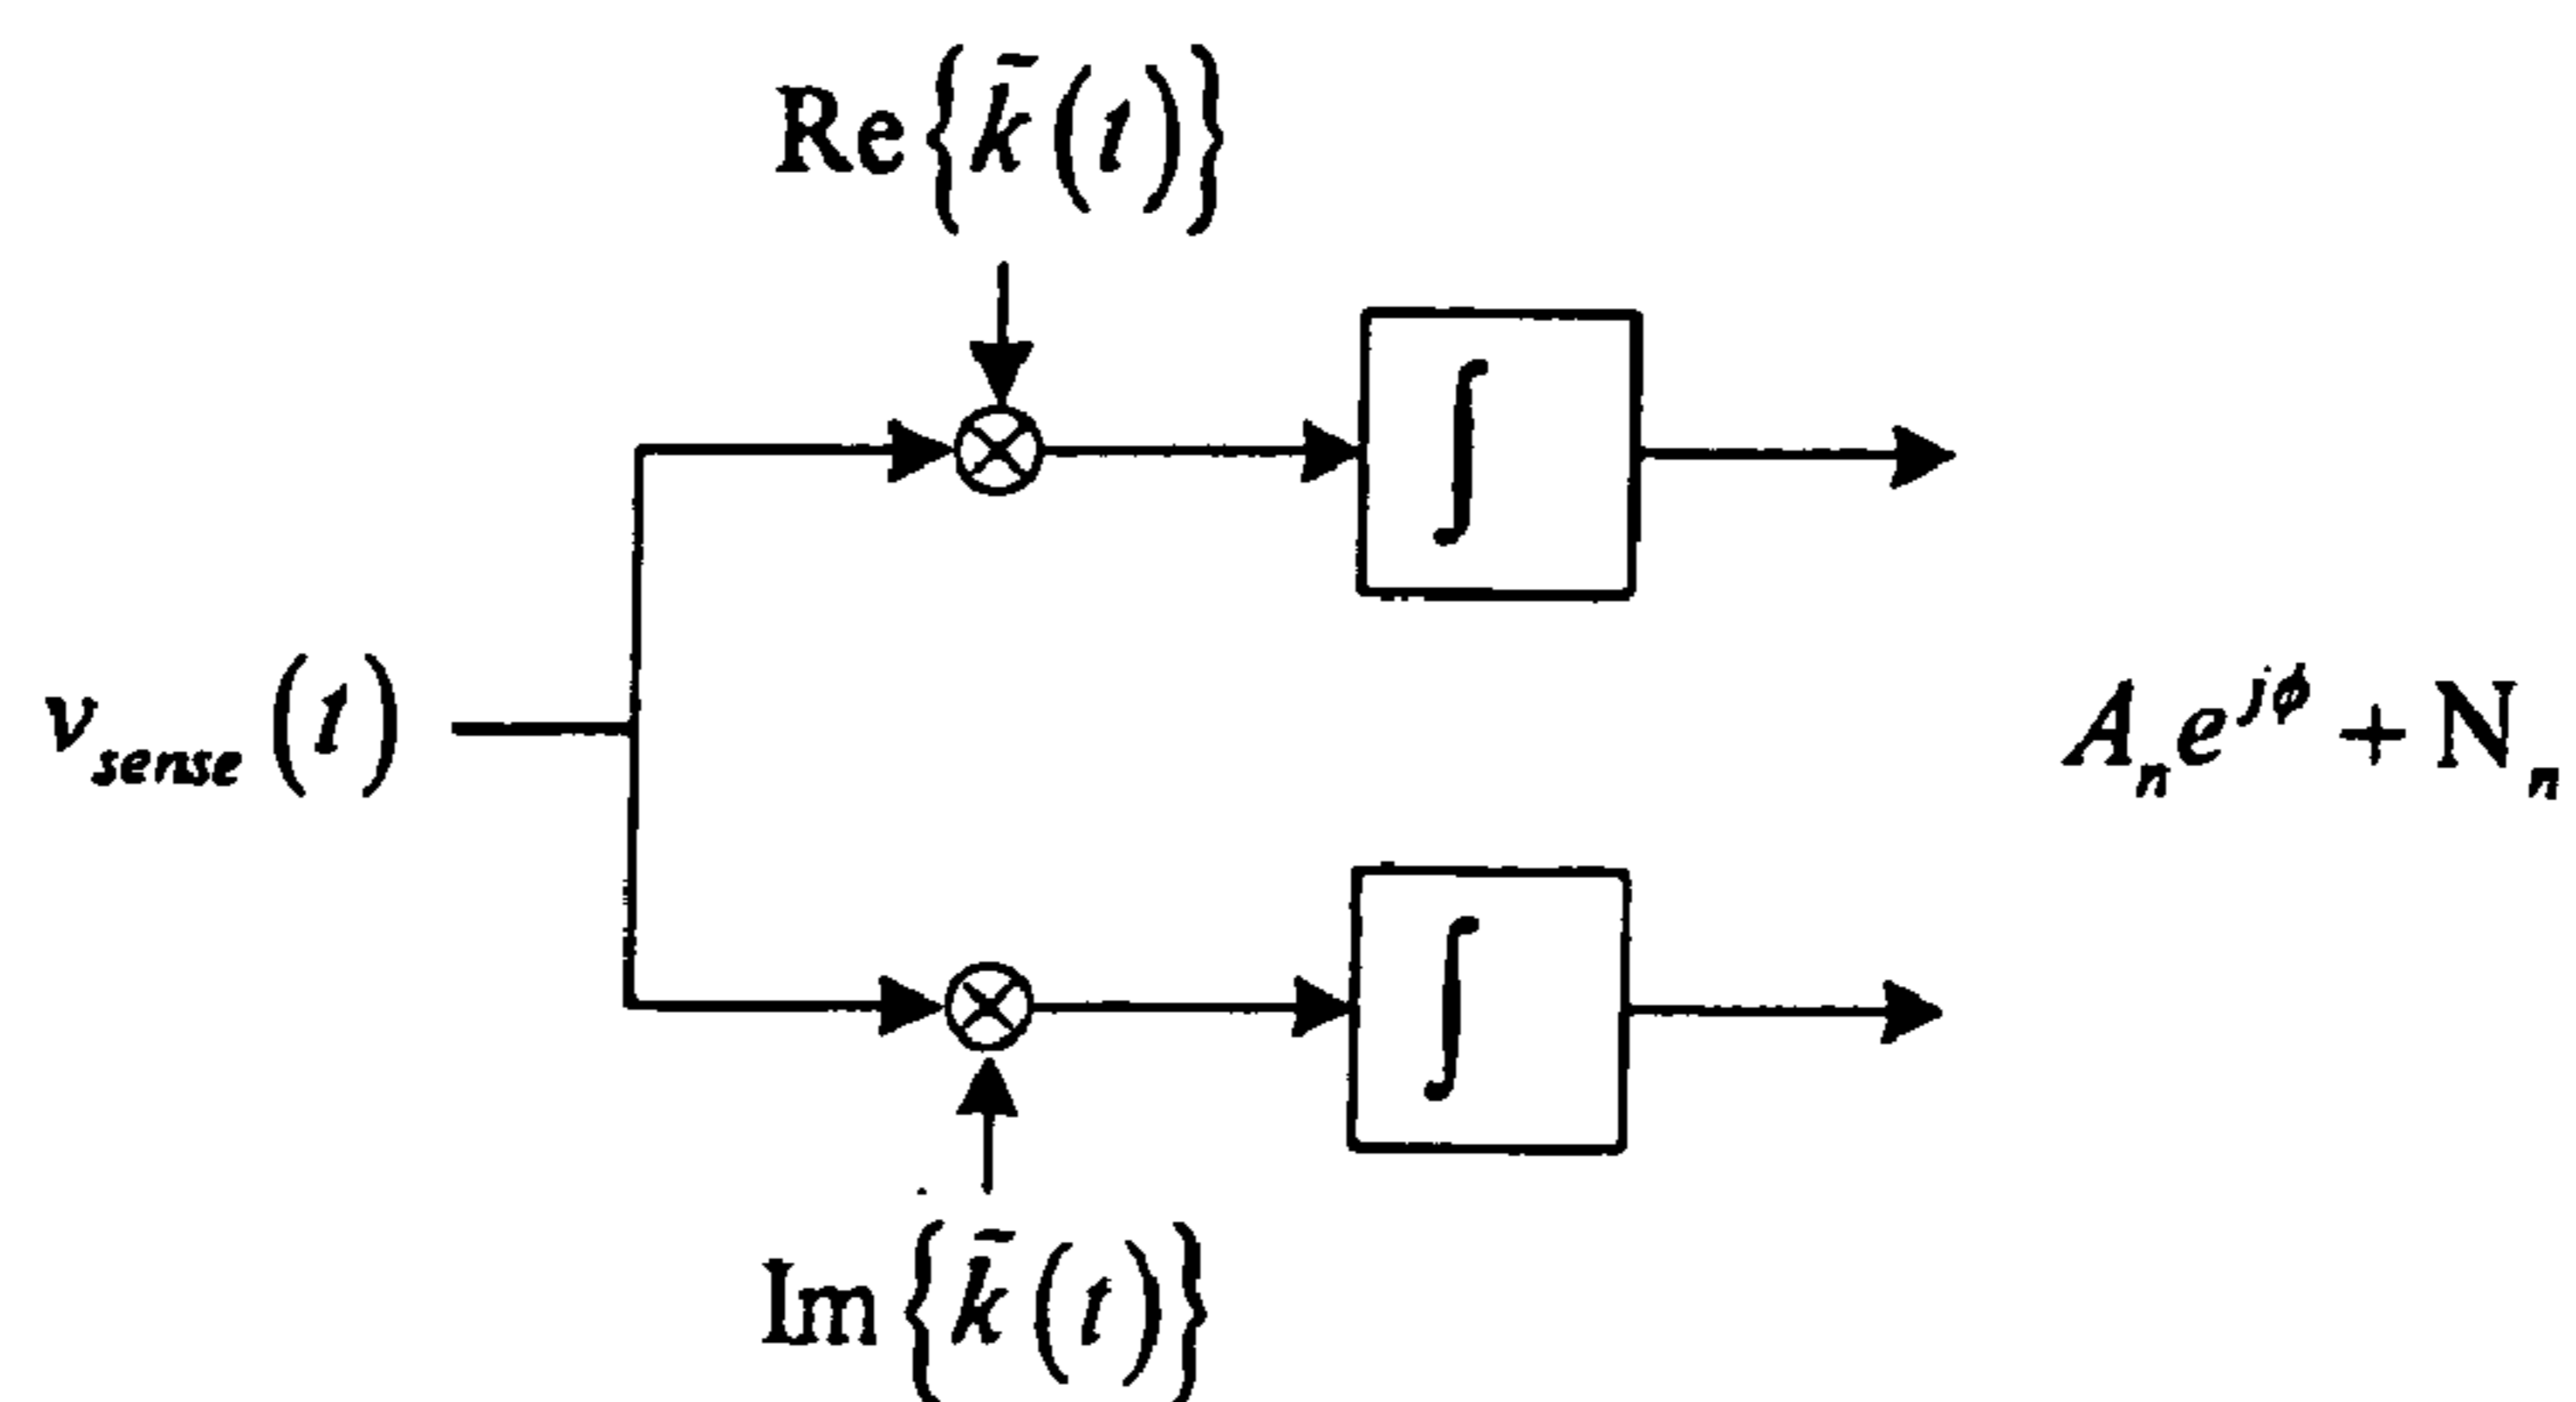 Re{k̃(t)}
∫
v_sense(t)
A_n e^{jϕ} + N_n
∫
Im{k̃(t)}